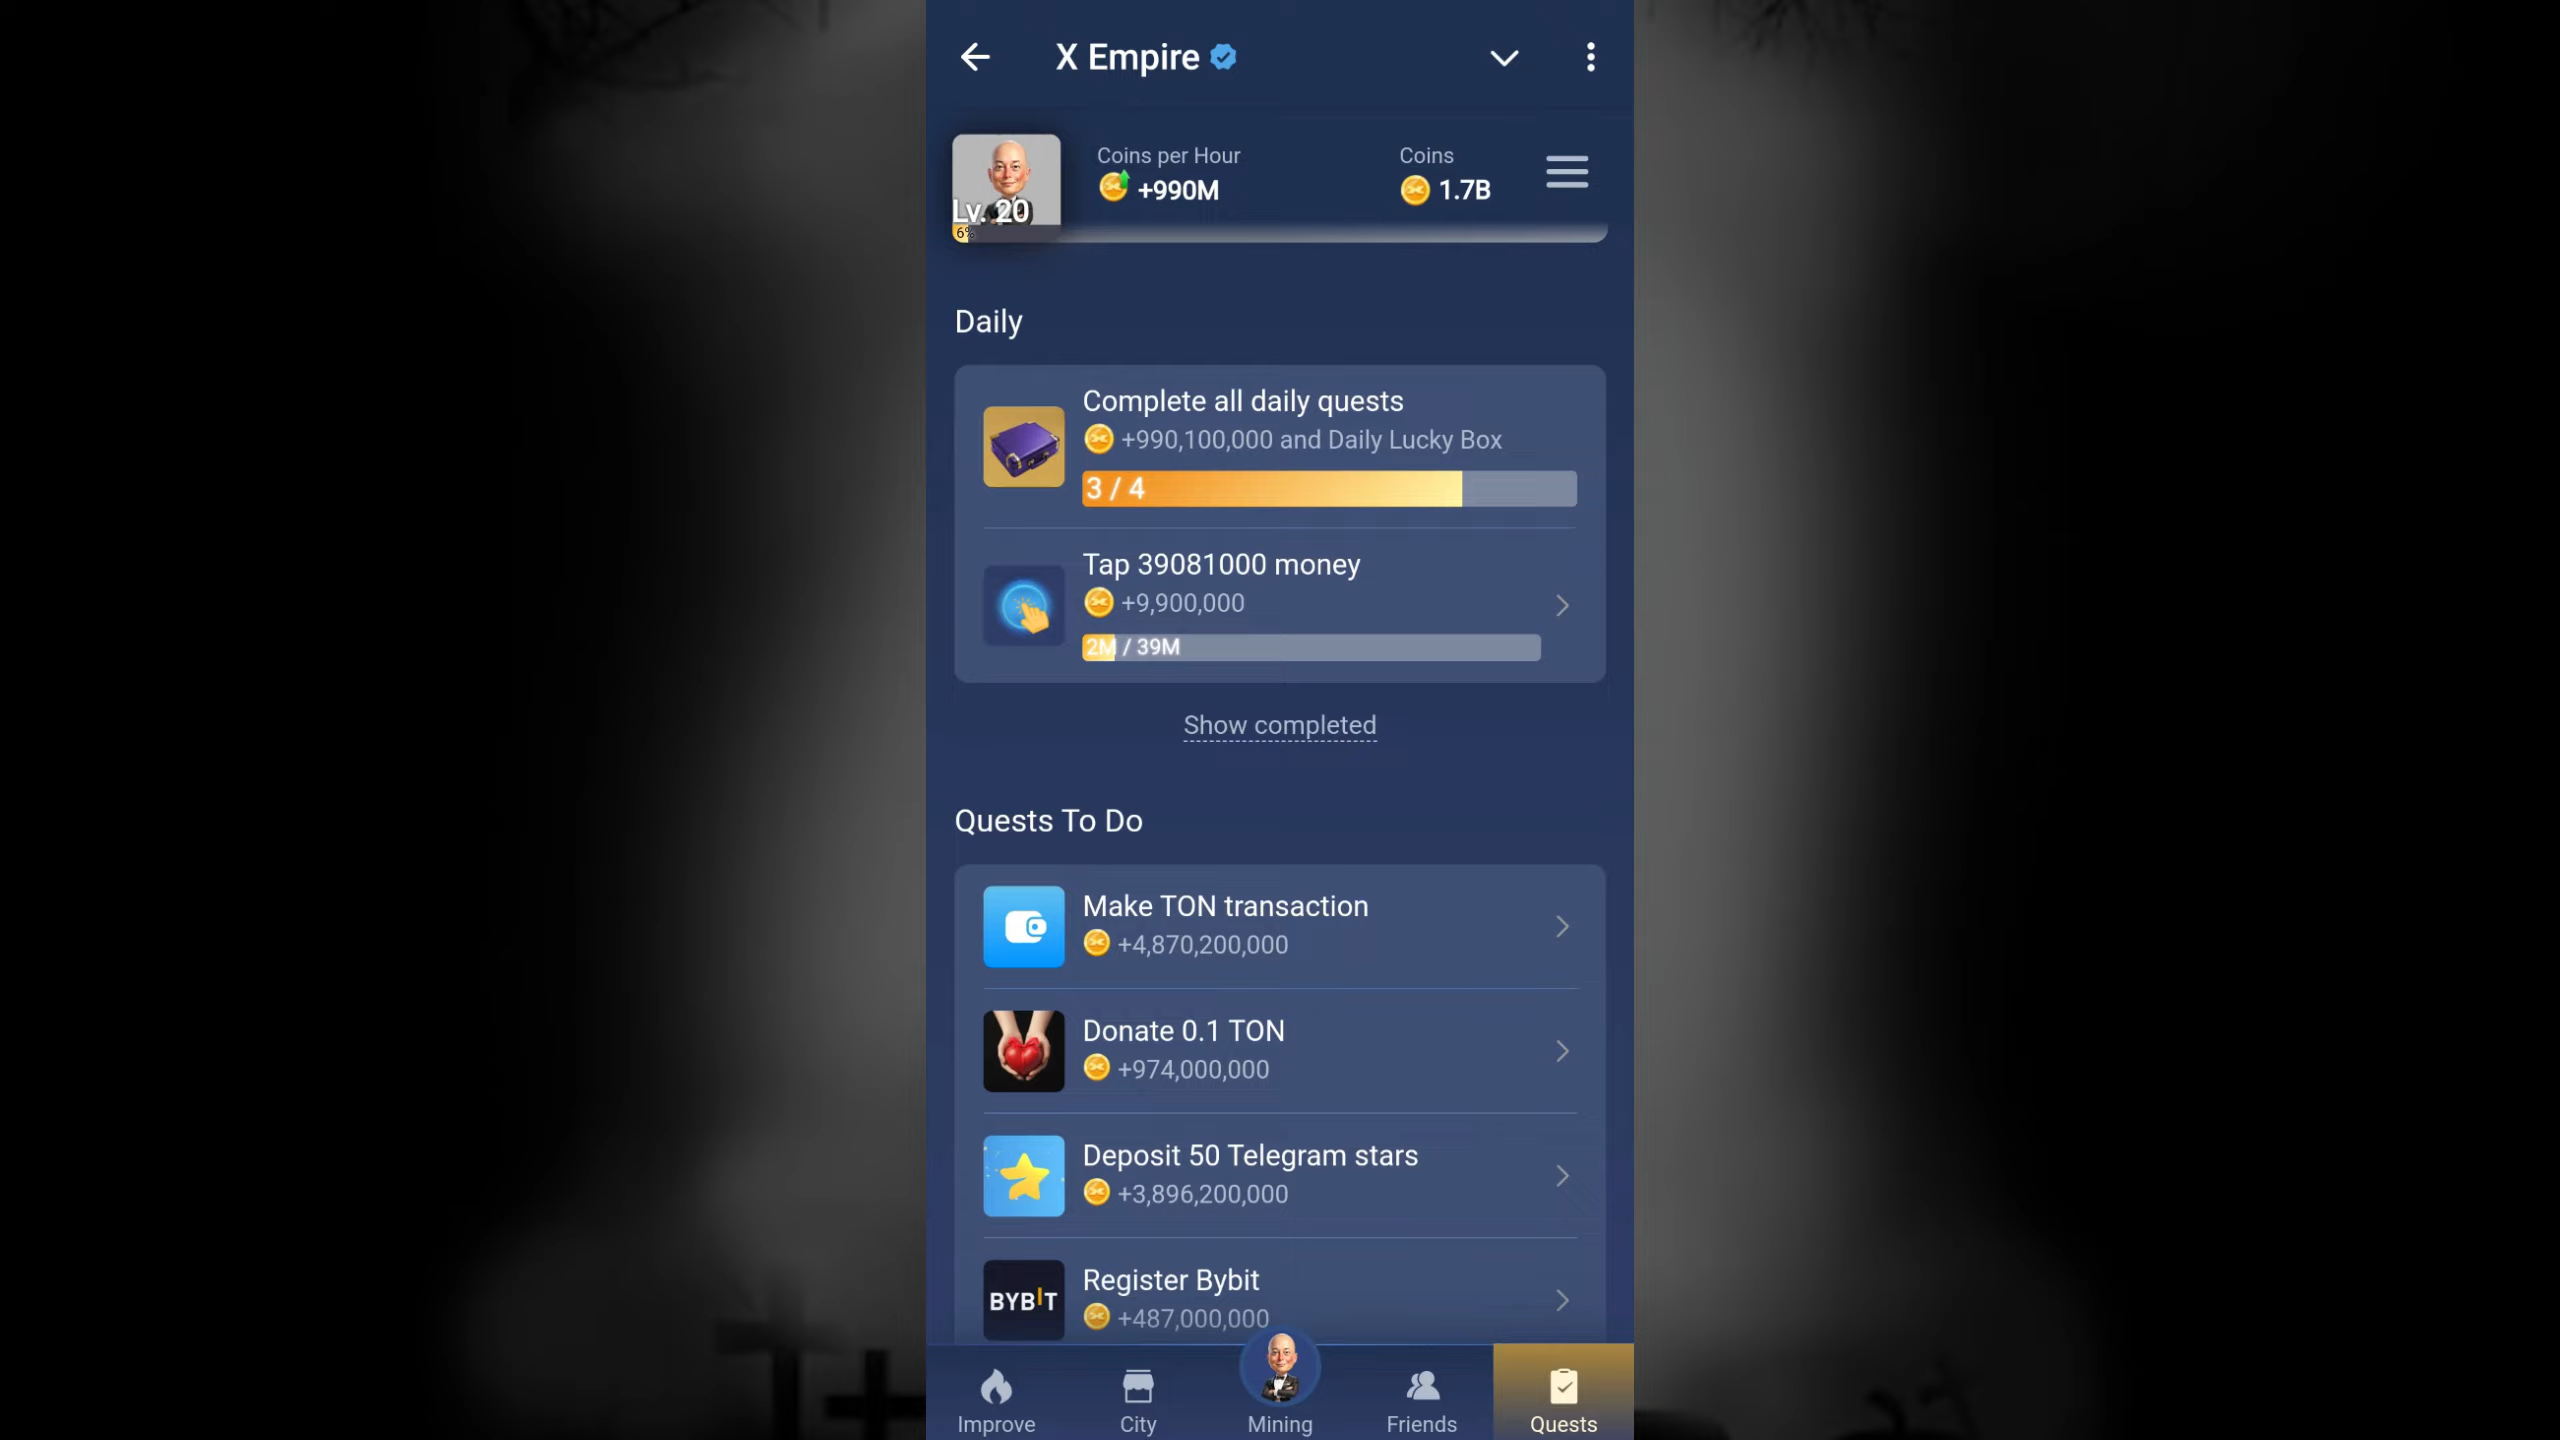 X Empire
Coins per Hour
+990M
Coins
1.7B
Lv. 20
6%
Daily
Complete all daily quests
+990,100,000 and Daily Lucky Box
3 / 4
Tap 39081000 money
+9,900,000
2M / 39M
Show completed
Quests To Do
Make TON transaction
+4,870,200,000
Donate 0.1 TON
+974,000,000
Deposit 50 Telegram stars
+3,896,200,000
BYBIT
Register Bybit
+487,000,000
Improve
City
Mining
Friends
Quests